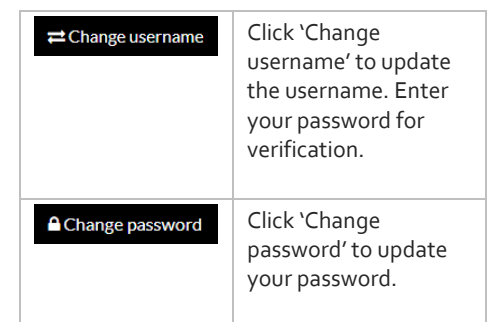 Change username
Click ‘Change
username’ to update
the username. Enter
your password for
verification.
Change password
Click ‘Change
password’ to update
your password.